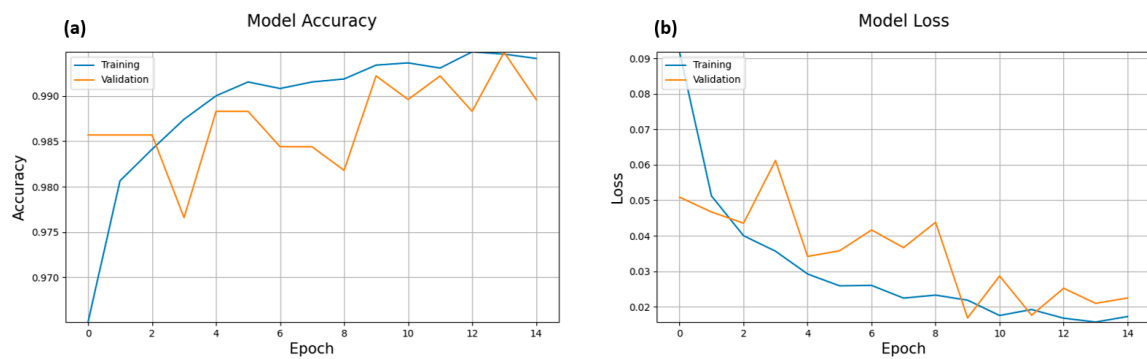 (a)
Model Accuracy
Training
Validation
0.990
0.985
0.980
0.975
0.970
Accuracy
0 2 4 6 8 10 12 14
Epoch
(b)
Model Loss
Training
Validation
0.09
0.08
0.07
0.06
0.05
0.04
0.03
0.02
Loss
0 2 4 6 8 10 12 14
Epoch